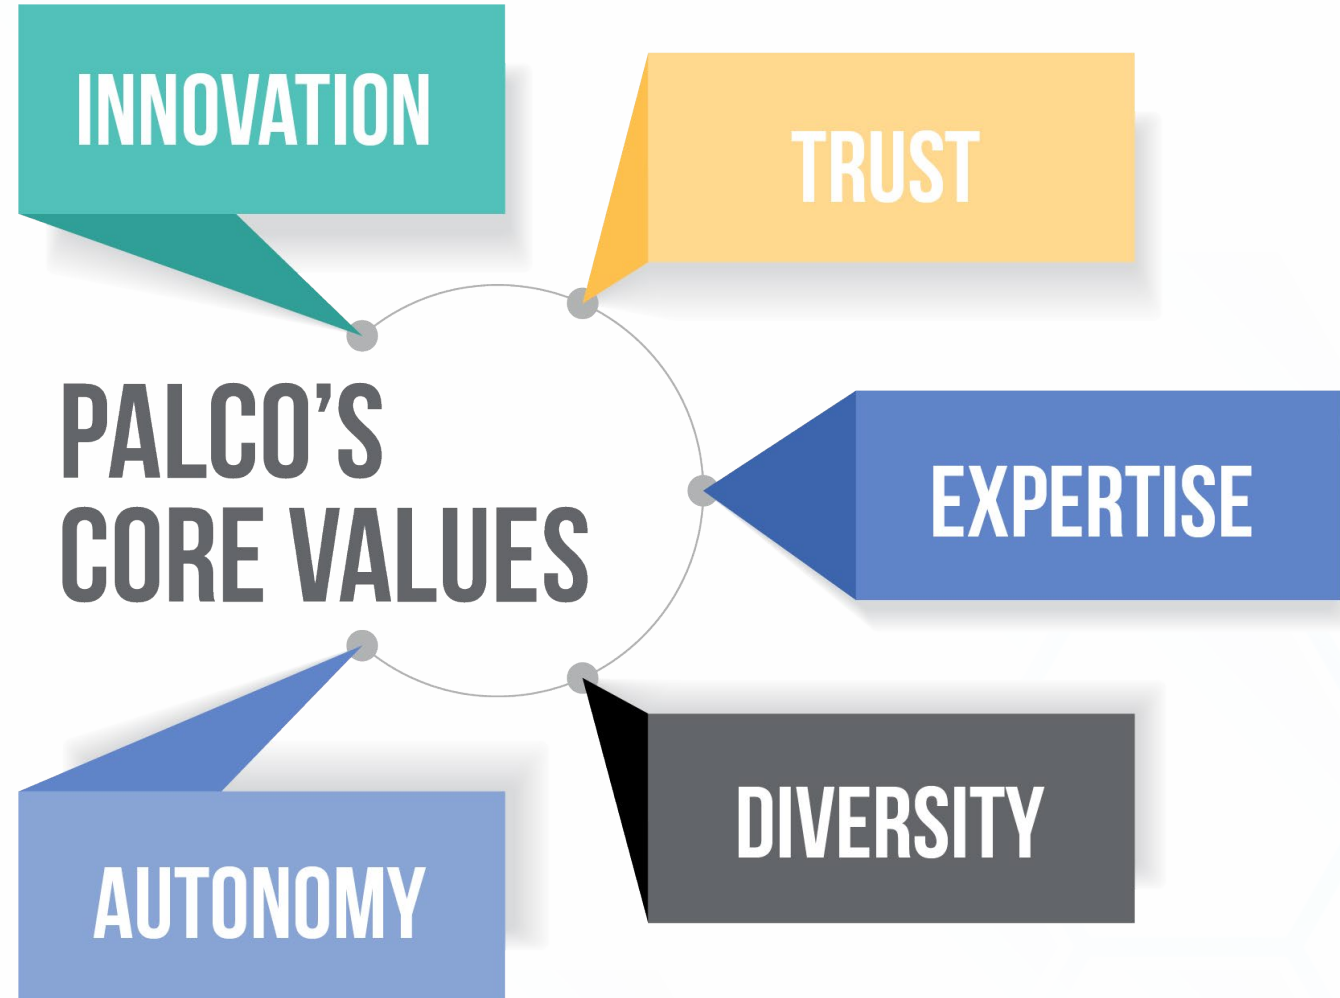 INNOVATION
TRUST
PALCO'S
CORE VALUES
EXPERTISE
DIVERSITY
AUTONOMY